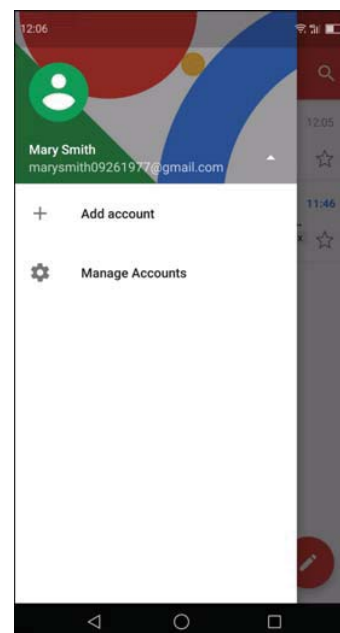 12:06
12:05
Mary Smith
marysmith09261977@gmail.com
11:46
Add account
x
Manage Accounts